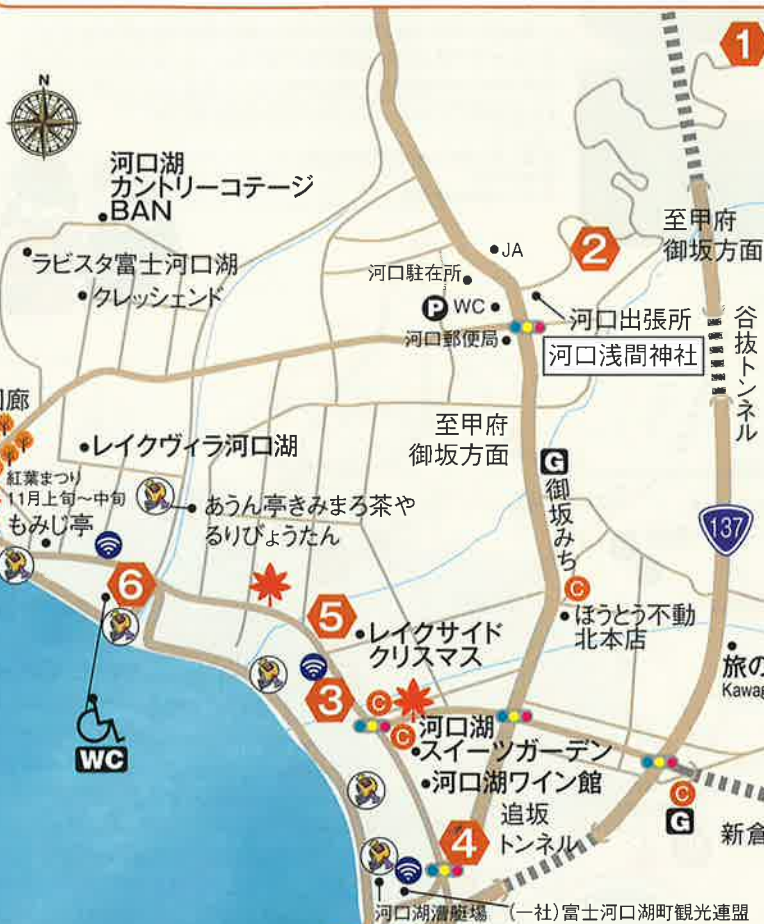 N
1
河口湖
カントリーコテージ
BAN
ラビスタ富士河口湖
クレッシェンド
JA
河口駐在所
P WC
河口郵便局
2
至甲府
御坂方面
河口出張所
河口浅間神社
谷抜トンネル
廊
紅葉まつり
11月上旬～中旬
もみじ亭
レイクヴィラ河口湖
あうん亭きみまろ茶や
るりびょうたん
至甲府
御坂方面
G
御坂みち
137
6
5
レイクサイド
クリスマス
C
ほうとう不動
北本店
旅の
Kawag
WC
3
C
C
河口湖
スイーツガーデン
河口湖ワイン館
追坂
トンネル
4
C
G
新倉
河口湖漕艇場
(一社)富士河口湖町観光連盟